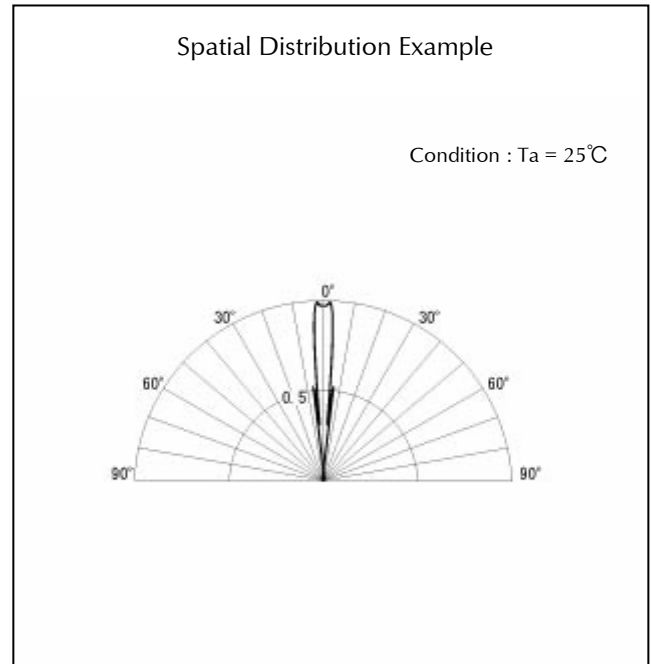 Spatial Distribution Example
Condition : Ta = 25℃
0°
30° 30°
60° 60°
0. 5
90° 90°